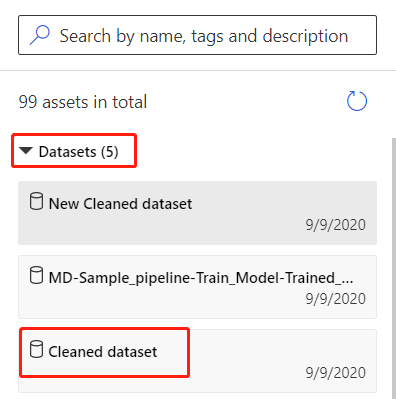 Search by name, tags and description
99 assets in total
Datasets (5)
New Cleaned dataset
9/9/2020
MD-Sample_pipeline-Train_Model-Trained_...
9/9/2020
Cleaned dataset
9/9/2020